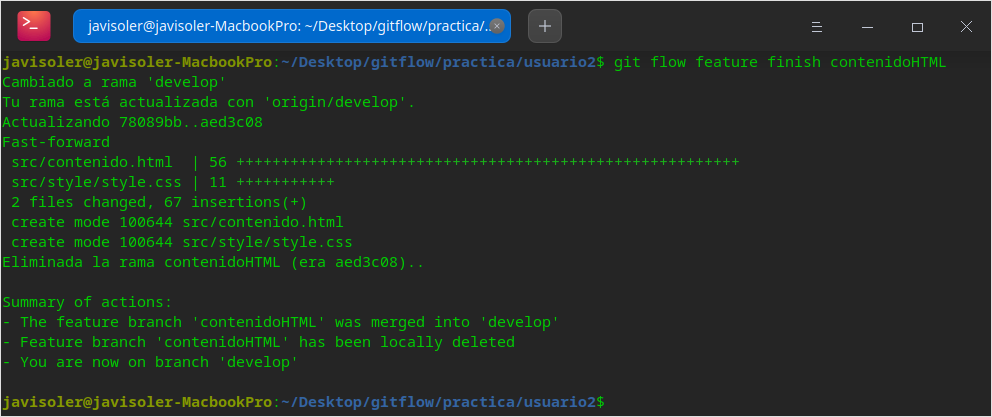 javisoler@javisoler-MacbookPro: ~/Desktop/gitflow/practica/..
javisoler@javisoler-MacbookPro:~/Desktop/gitflow/practica/usuario2$ git flow feature finish contenidoHTML
Cambiado a rama 'develop'
Tu rama está actualizada con 'origin/develop'.
Actualizando 78089bb..aed3c08
Fast-forward
 src/contenido.html  | 56 ++++++++++++++++++++++++++++++++++++++++++++++++++++++++
 src/style/style.css | 11 +++++++++++
 2 files changed, 67 insertions(+)
 create mode 100644 src/contenido.html
 create mode 100644 src/style/style.css
Eliminada la rama contenidoHTML (era aed3c08)..
Summary of actions:
- The feature branch 'contenidoHTML' was merged into 'develop'
- Feature branch 'contenidoHTML' has been locally deleted
- You are now on branch 'develop'
javisoler@javisoler-MacbookPro:~/Desktop/gitflow/practica/usuario2$